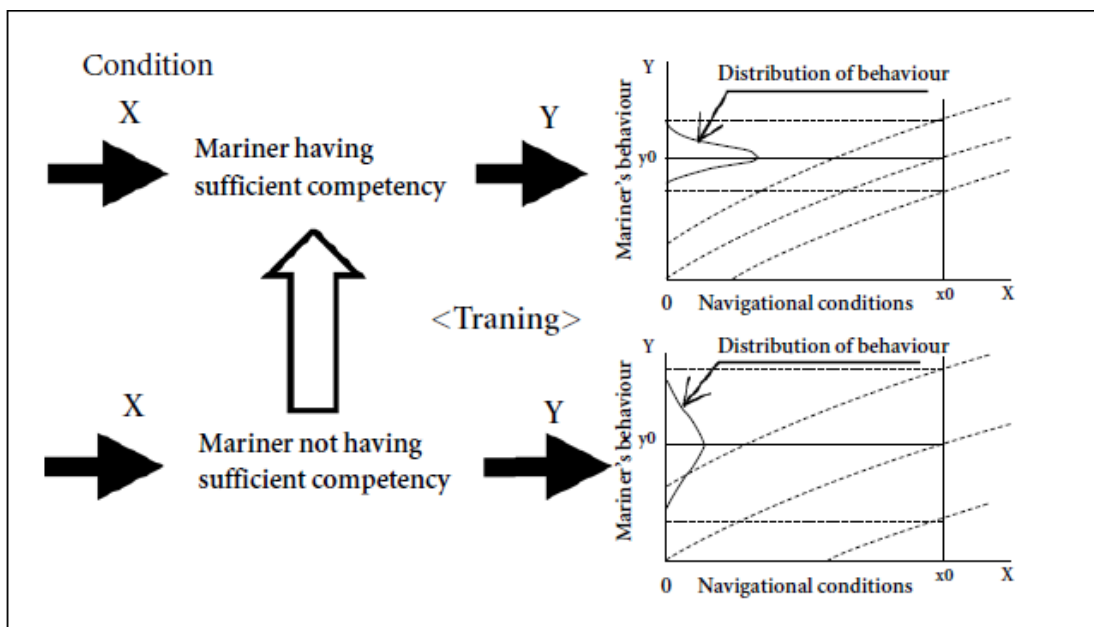 Condition
X
Mariner having
sufficient competency
Y
Y
Distribution of behaviour
Mariner's behaviour
y0
0
Navigational conditions
x0
X
<Traning>
X
Mariner not having
sufficient competency
Y
Y
Distribution of behaviour
Mariner's behaviour
y0
0
Navigational conditions
x0
X